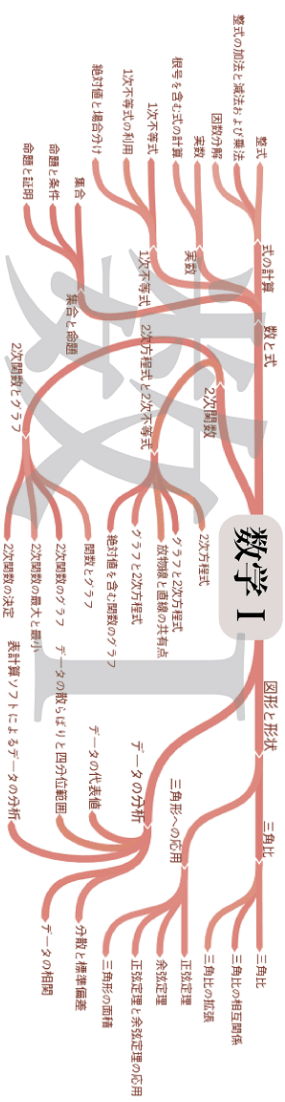 数学 I
数と式
式の計算
整式
整式の加法と減法および乗法
因数分解
実数
実数
根号を含む式の計算
1次不等式
1次不等式
1次不等式の利用
絶対値と場合分け
集合と命題
集合
命題と条件
命題と証明
2次関数
2次方程式と2次不等式
2次方程式
グラフと2次方程式
放物線と直線の共有点
グラフと2次方程式
絶対値を含む関数のグラフ
2次関数とグラフ
関数とグラフ
2次関数のグラフ
2次関数の最大と最小
2次関数の決定
図形と形状
三角比
三角比
三角比の相互関係
三角比の拡張
三角形への応用
正弦定理
余弦定理
正弦定理と余弦定理の応用
三角形の面積
データの分析
データの代表値
データの散らばりと四分位範囲
表計算ソフトによるデータの分析
分散と標準偏差
データの相関
数学
I